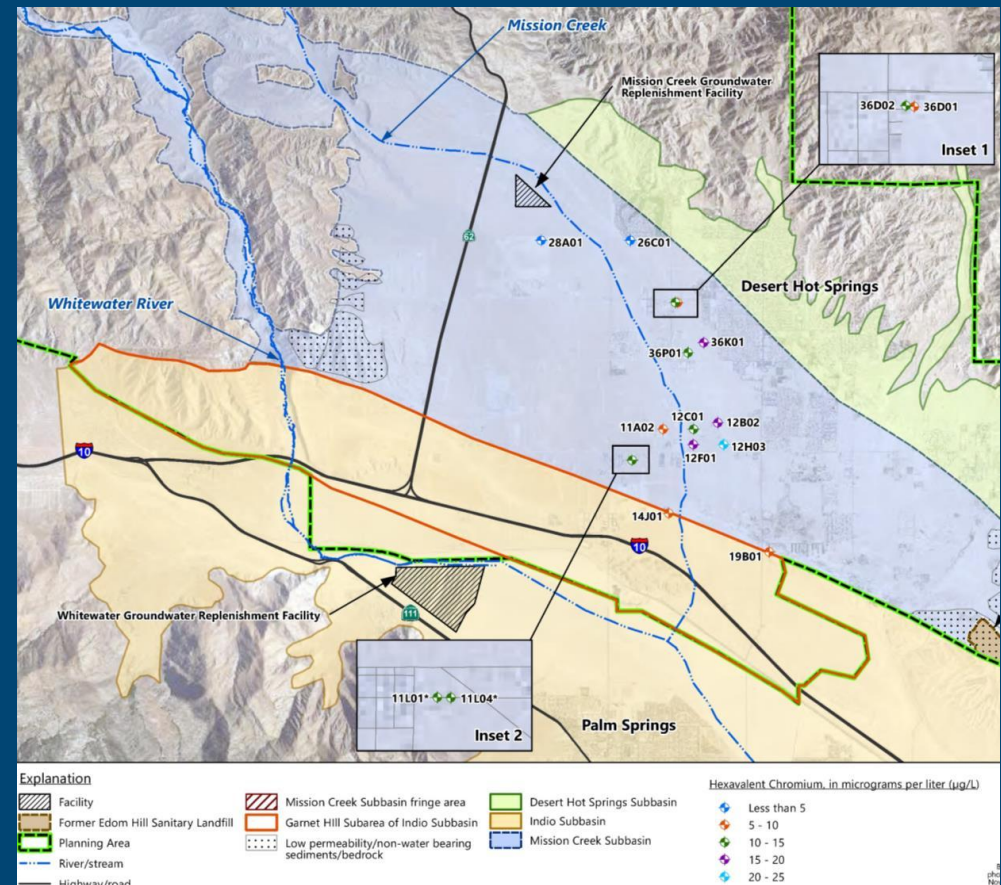 Mission Creek
Mission Creek Groundwater
Replenishment Facility
36D02
36D01
Inset 1
62
28A01
26C01
Desert Hot Springs
Whitewater River
36K01
36P01
12C01
12B02
11A02
12H03
12F01
10
14J01
10
19B01
Whitewater Groundwater Replenishment Facility
111
11L01*
11L04*
Inset 2
Palm Springs
Explanation
Facility
Former Edom Hill Sanitary Landfill
Planning Area
River/stream
Highway/road
Mission Creek Subbasin fringe area
Garnet Hill Subarea of Indio Subbasin
Low permeability/non-water bearing
sediments/bedrock
Desert Hot Springs Subbasin
Indio Subbasin
Mission Creek Subbasin
Hexavalent Chromium, in micrograms per liter (µg/L)
Less than 5
5 - 10
10 - 15
15 - 20
20 - 25